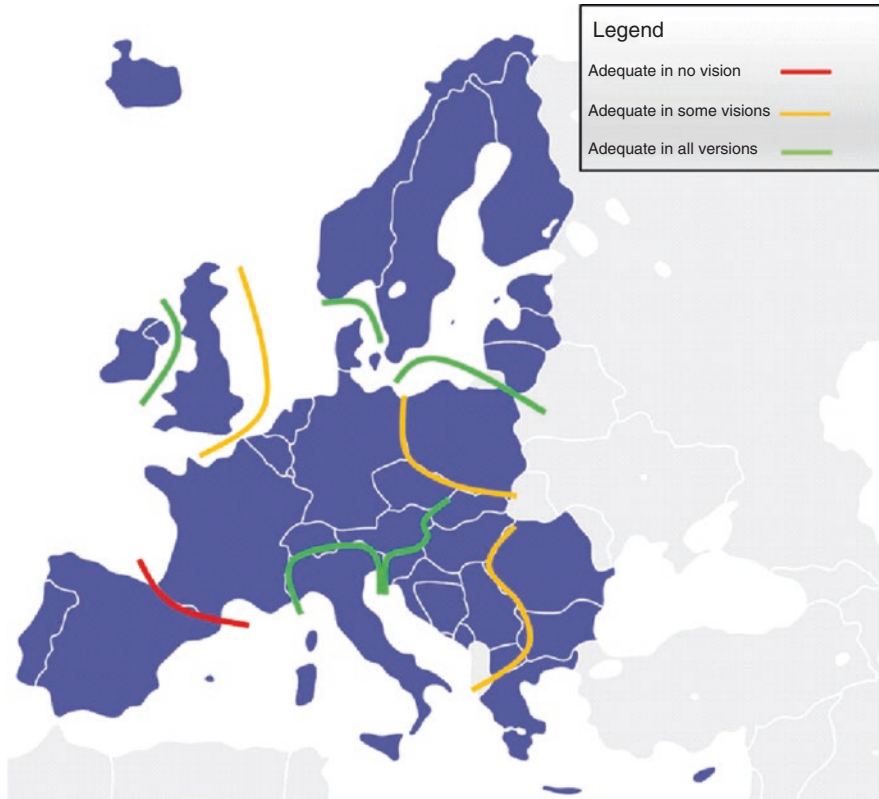 Legend
Adequate in no vision
Adequate in some visions
Adequate in all versions